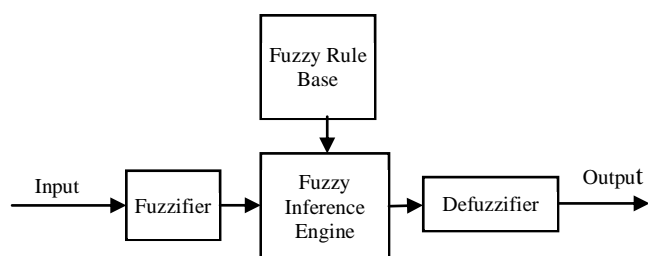 Fuzzy Rule
Base
Input
Fuzzifier
Fuzzy
Inference
Engine
Defuzzifier
Output